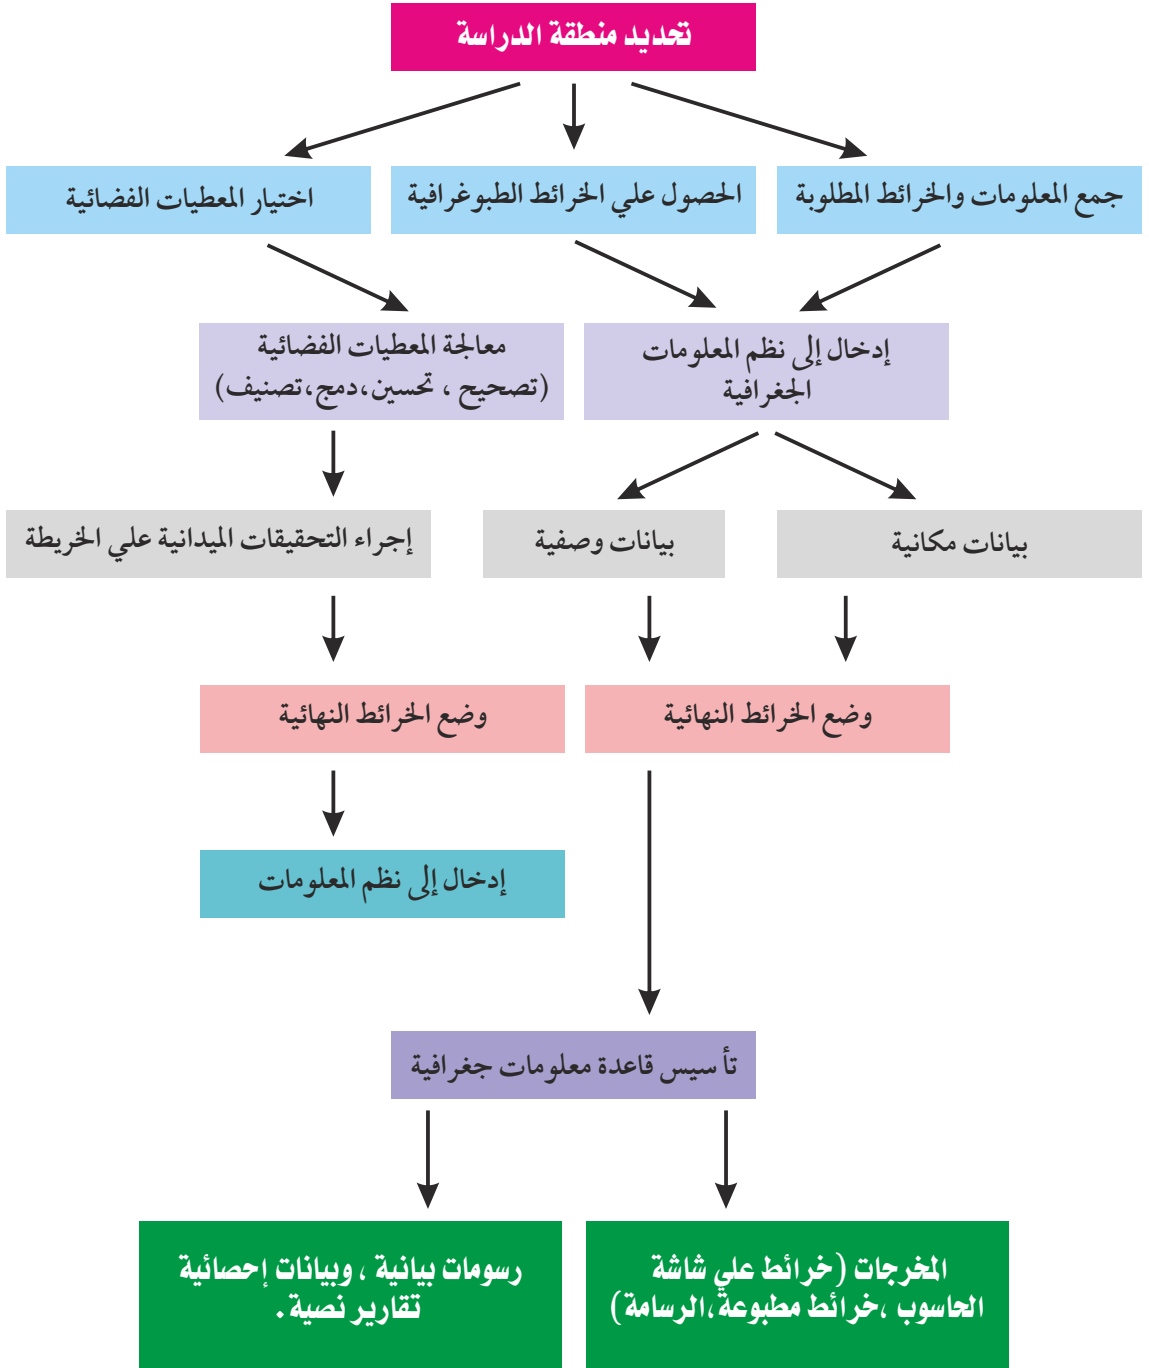 تحديد منطقة الدراسة
جمع المعلومات والخرائط المطلوبة
الحصول علي الخرائط الطبوغرافية
اختيار المعطيات الفضائية
إدخال إلى نظم المعلومات
الجغرافية
معالجة المعطيات الفضائية
(تصحيح ، تحسين،دمج،تصنيف)
بيانات مكانية
بيانات وصفية
إجراء التحقيقات الميدانية علي الخريطة
وضع الخرائط النهائية
وضع الخرائط النهائية
إدخال إلى نظم المعلومات
تأ سيس قاعدة معلومات جغرافية
المخرجات (خرائط علي شاشة
الحاسوب ،خرائط مطبوعة،الرسامة)
رسومات بيانية ، وبيانات إحصائية
تقارير نصية .